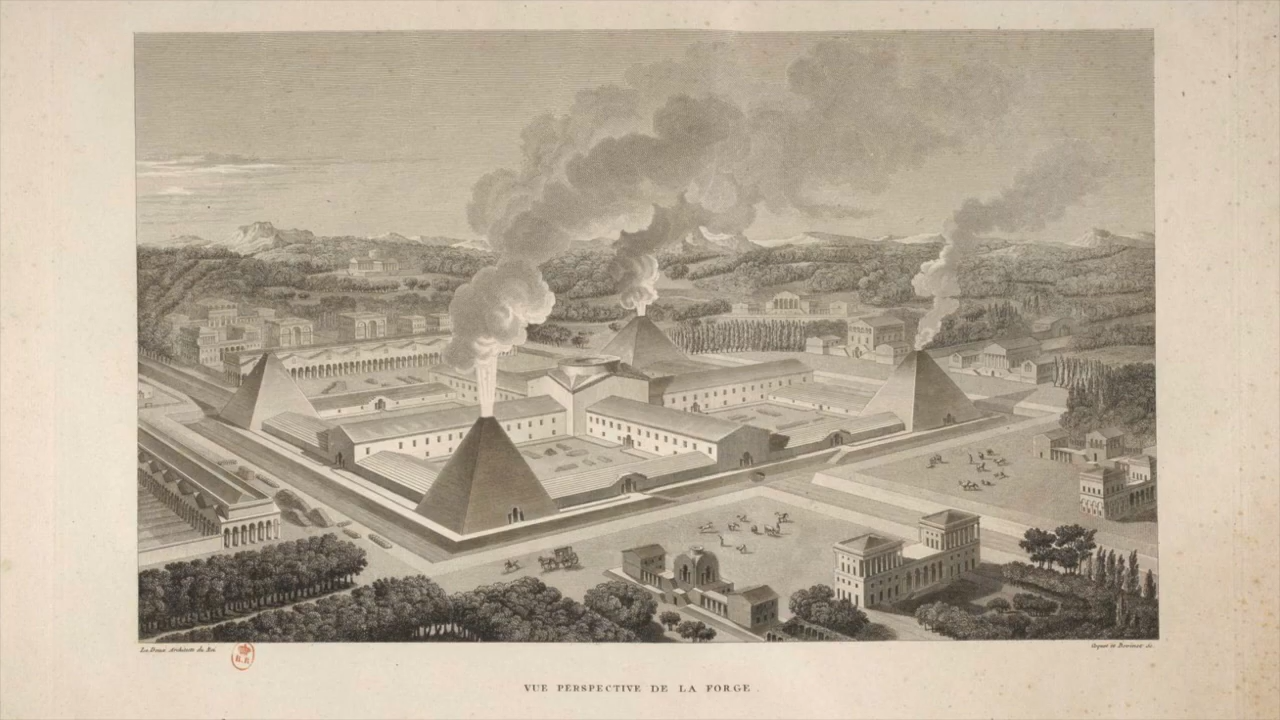 Le Doux Architecte du Roi
Coquet et Bovinet Sc.
B.R.
VUE PERSPECTIVE DE LA FORGE.